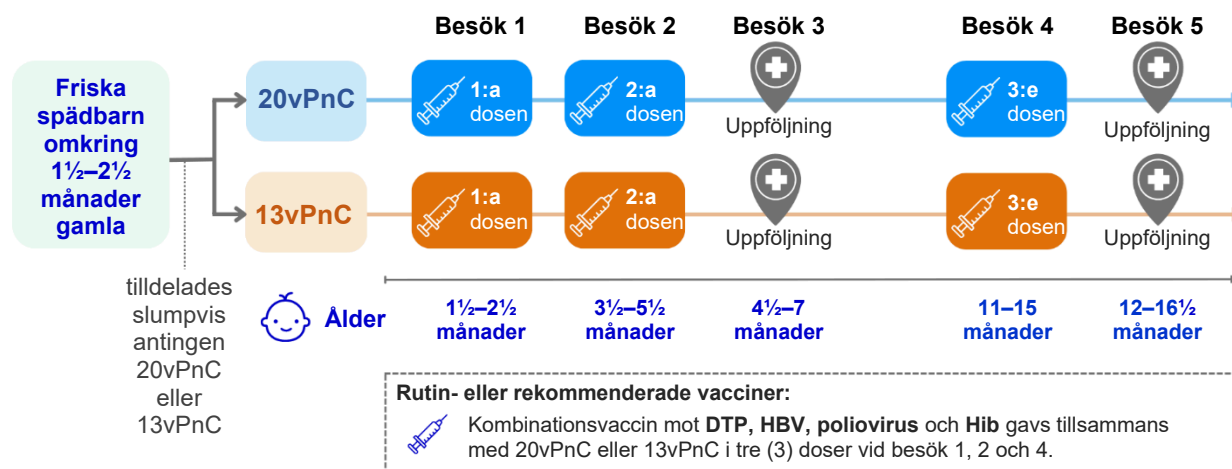 Besök 1
Besök 2
Besök 3
Besök 4
Besök 5
Friska
spädbarn
omkring
1½–2½
månader
gamla
20vPnC
1:a
dosen
2:a
dosen
Uppföljning
3:e
dosen
Uppföljning
13vPnC
1:a
dosen
2:a
dosen
Uppföljning
3:e
dosen
Uppföljning
tilldelades
slumpvis
antingen
20vPnC
eller
13vPnC
Ålder
1½–2½
månader
3½–5½
månader
4½–7
månader
11–15
månader
12–16½
månader
Rutin- eller rekommenderade vacciner:
Kombinationsvaccin mot DTP, HBV, poliovirus och Hib gavs tillsammans
med 20vPnC eller 13vPnC i tre (3) doser vid besök 1, 2 och 4.